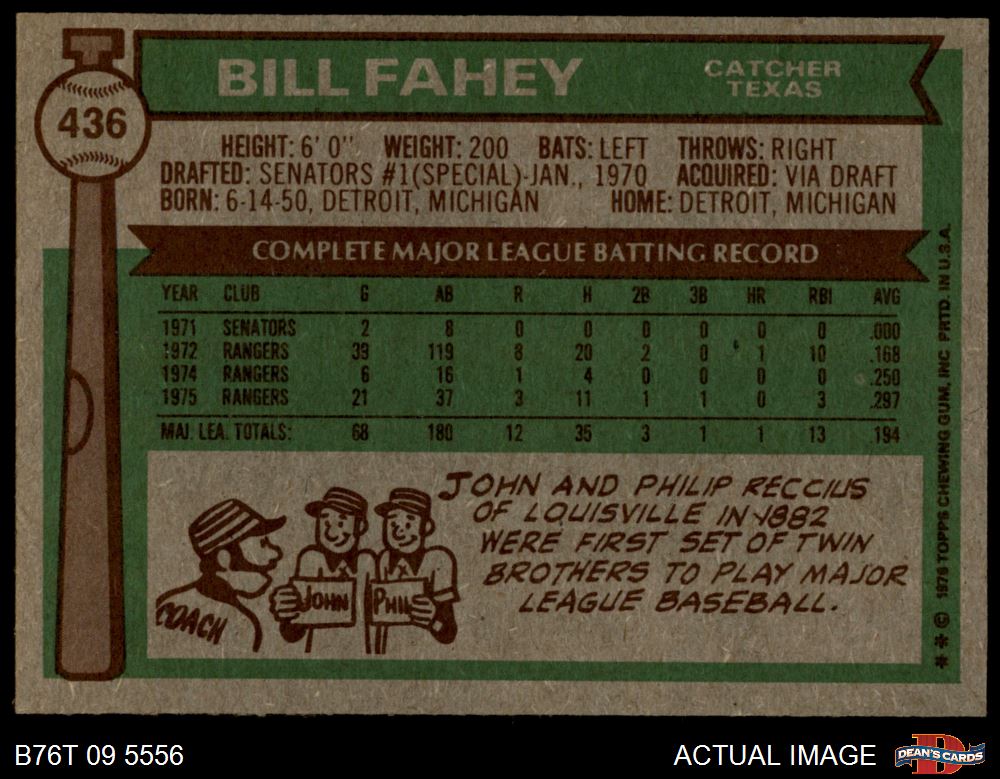 T
436
BILL FAHEY
CATCHER
TEXAS
HEIGHT: 6' 0" WEIGHT: 200 BATS: LEFT THROWS: RIGHT
DRAFTED: SENATORS #1(SPECIAL)-JAN., 1970 ACQUIRED: VIA DRAFT
BORN: 6-14-50, DETROIT, MICHIGAN HOME: DETROIT, MICHIGAN
COMPLETE MAJOR LEAGUE BATTING RECORD
YEAR CLUB G AB R H 2B 3B HR RBI AVG
1971 SENATORS 2 8 0 0 0 0 0 0 .000
1972 RANGERS 39 119 8 20 2 0 1 10 .168
1974 RANGERS 6 16 1 4 0 0 0 0 .250
1975 RANGERS 21 37 3 11 1 1 0 3 .297
MAJ. LEA. TOTALS: 68 180 12 35 3 1 1 13 .194
JOHN AND PHILIP RECCIUS
OF LOUISVILLE IN 1882
WERE FIRST SET OF TWIN
BROTHERS TO PLAY MAJOR
LEAGUE BASEBALL.
COACH
JOHN
PHIL
** © 1976 TOPPS CHEWING GUM, INC PRTD. IN U.S.A.
B76T 09 5556
ACTUAL IMAGE
D
DEAN'S CARDS